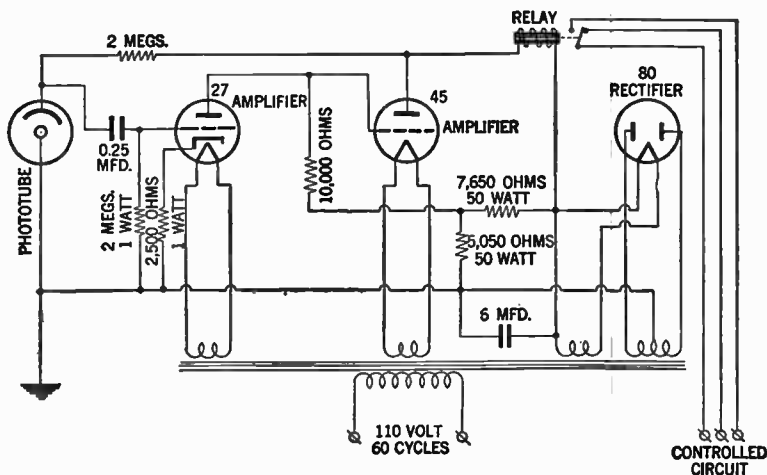 RELAY
2 MEGS.
27
AMPLIFIER
45
AMPLIFIER
80
RECTIFIER
0.25
MFD.
PHOTOTUBE
2 MEGS.
1 WATT
2,500 OHMS
1 WATT
10,000 OHMS
7,650 OHMS
50 WATT
5,050 OHMS
50 WATT
6 MFD.
110 VOLT
60 CYCLES
CONTROLLED
CIRCUIT